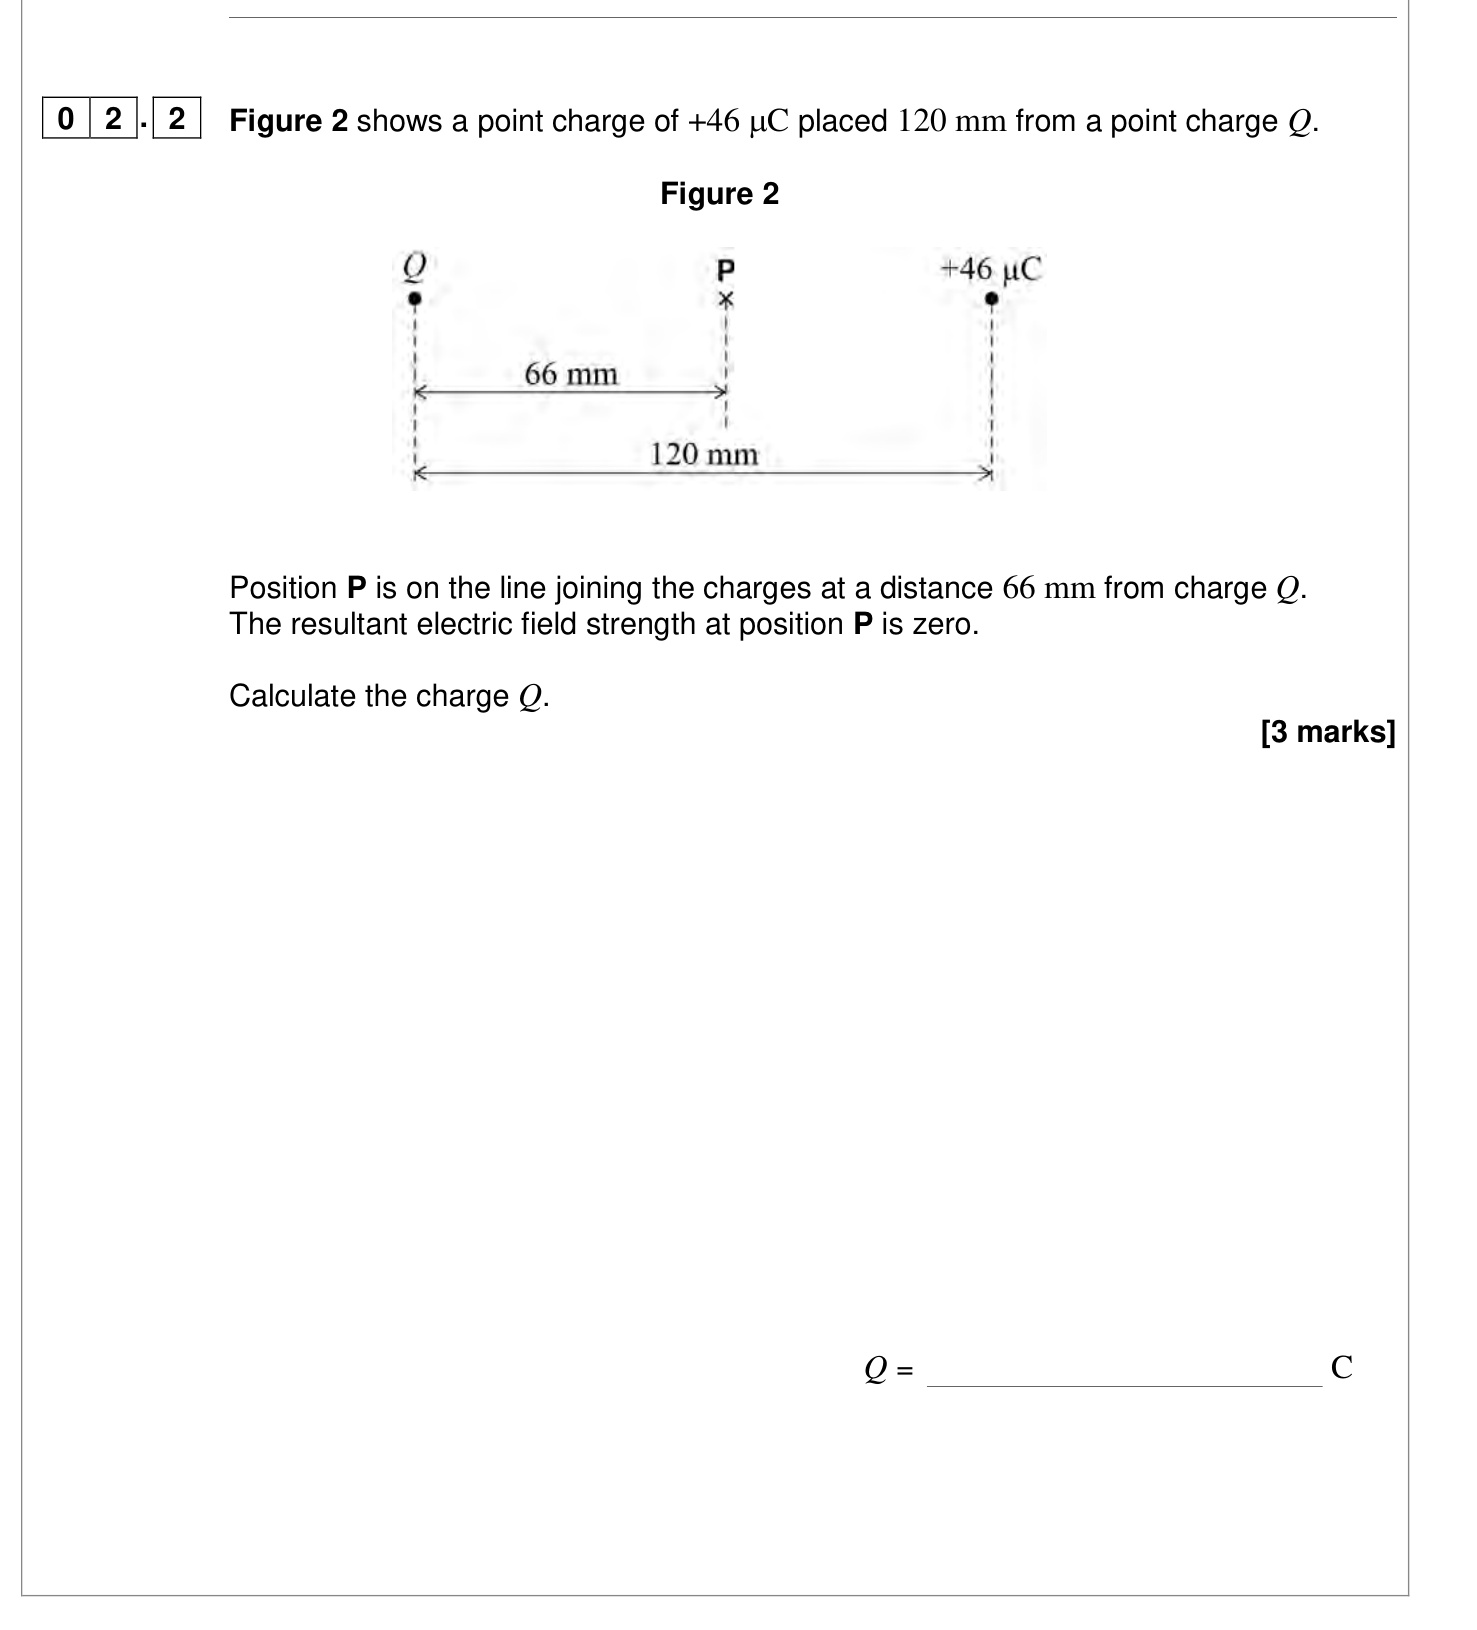 0 2 . 2 Figure 2 shows a point charge of +46 μC placed 120 mm from a point charge Q.
Figure 2
Q P +46 μC
66 mm
120 mm
Position P is on the line joining the charges at a distance 66 mm from charge Q.
The resultant electric field strength at position P is zero.
Calculate the charge Q.
[3 marks]
Q = C